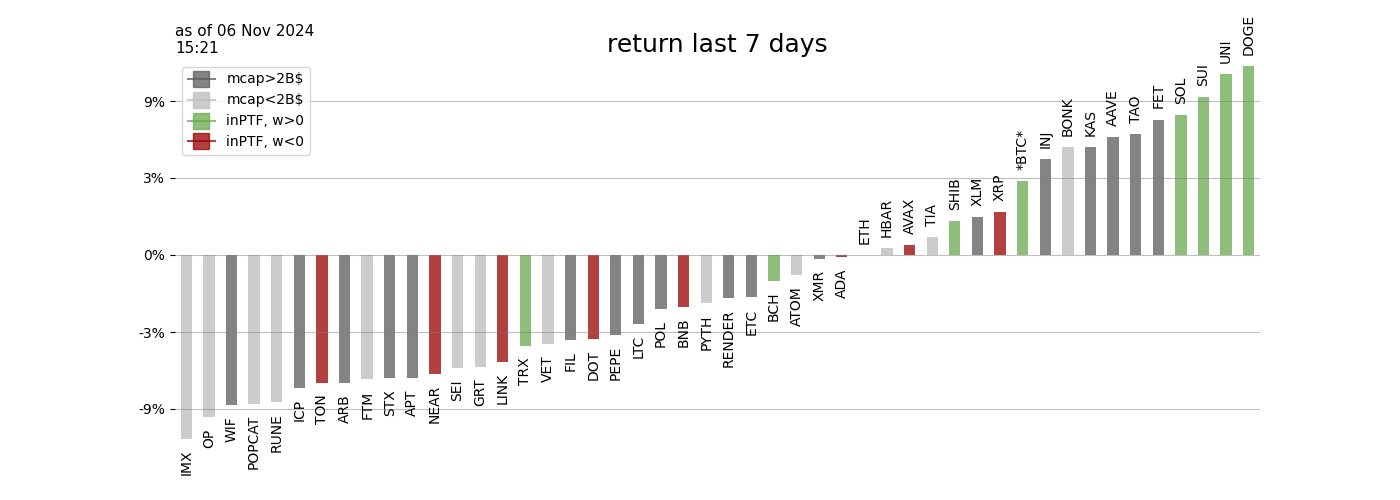 as of 06 Nov 2024
15:21
return last 7 days
mcap>2B$
mcap<2B$
inPTF, w>0
inPTF, w<0
9%
3%
0%
-3%
-9%
IMX
OP
WIF
POPCAT
RUNE
ICP
TON
ARB
FTM
STX
APT
NEAR
SEI
GRT
LINK
TRX
VET
FIL
DOT
PEPE
LTC
POL
BNB
PYTH
RENDER
ETC
BCH
ATOM
XMR
ADA
ETH
HBAR
AVAX
TIA
SHIB
XLM
XRP
*BTC*
INJ
BONK
KAS
AAVE
TAO
FET
SOL
SUI
UNI
DOGE